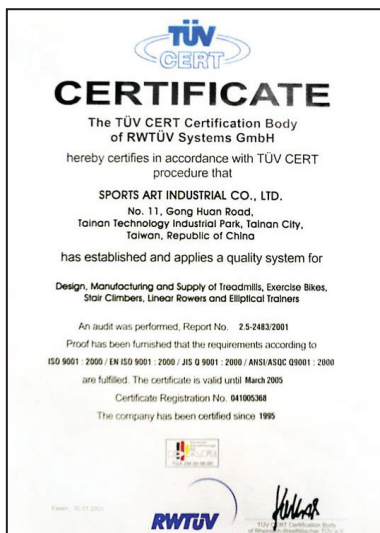 TÜV
CERT
CERTIFICATE
The TÜV CERT Certification Body
of RWTÜV Systems GmbH
hereby certifies in accordance with TÜV CERT
procedure that
SPORTS ART INDUSTRIAL CO., LTD.
No. 11, Gong Huan Road,
Tainan Technology Industrial Park, Tainan City,
Taiwan, Republic of China
has established and applies a quality system for
Design, Manufacturing and Supply of Treadmills, Exercise Bikes,
Stair Climbers, Linear Rowers and Elliptical Trainers
An audit was performed, Report No. 2.5-2483/2001
Proof has been furnished that the requirements according to
ISO 9001 : 2000 / EN ISO 9001 : 2000 / JIS Q 9001 : 2000 / ANSI/ASQC Q9001 : 2000
are fulfilled. The certificate is valid until March 2005
Certificate Registration No. 041005368
The company has been certified since 1995
Essen,
RWTÜV
TÜV CERT Certification Body